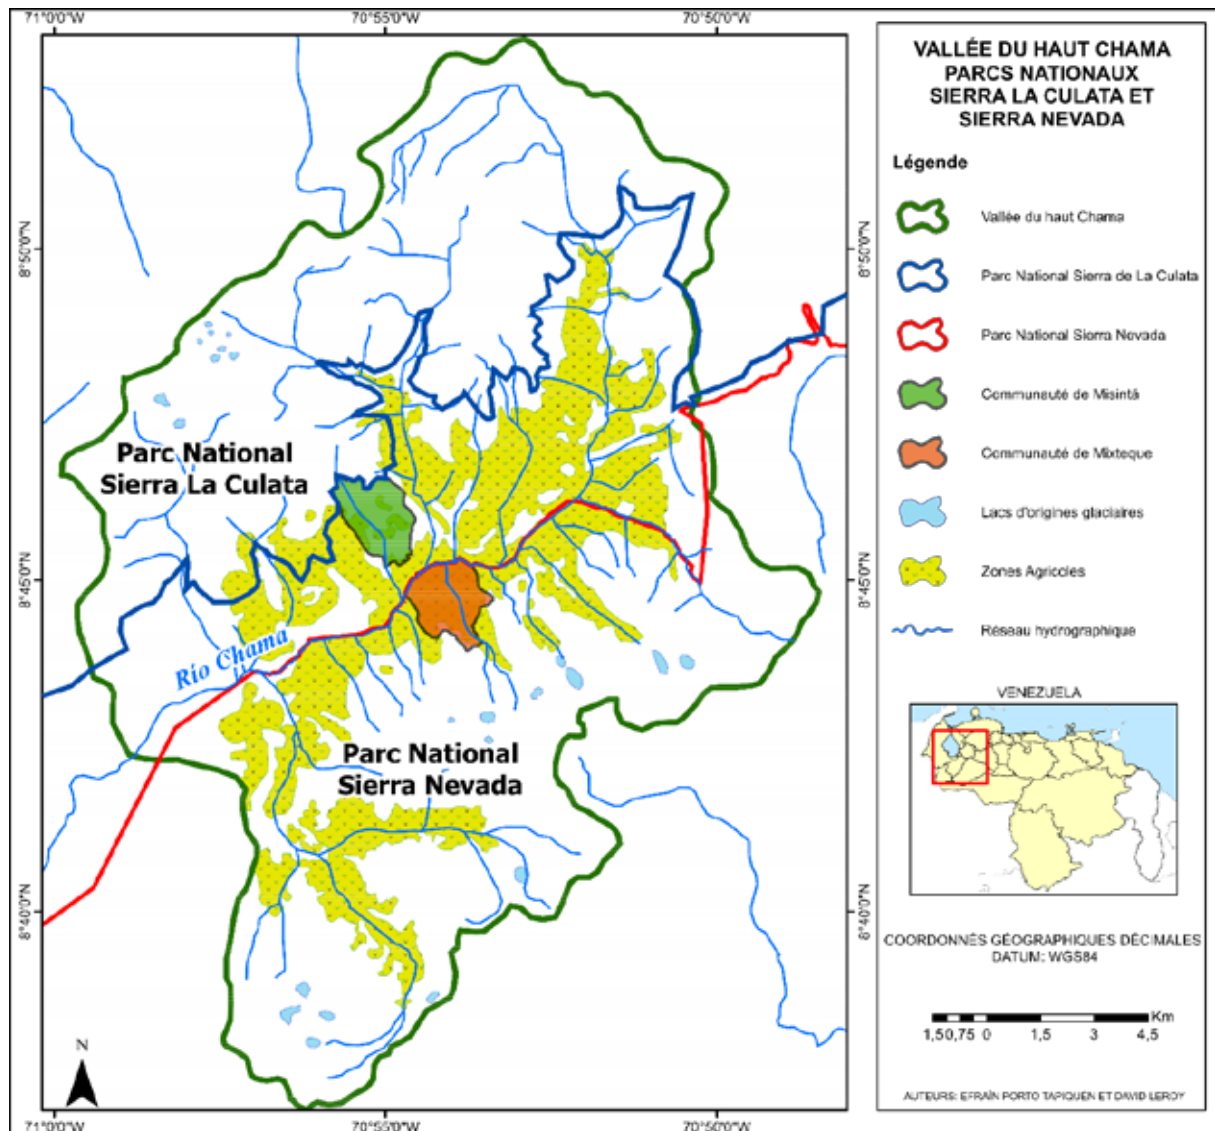 71°0'0"W
70°55'0"W
70°50'0"W
8°50'0"N
8°50'0"N
8°45'0"N
8°45'0"N
8°40'0"N
8°40'0"N
Parc National
Sierra La Culata
Río Chama
Parc National
Sierra Nevada
N
71°0'0"W
70°55'0"W
70°50'0"W
VALLÉE DU HAUT CHAMA
PARCS NATIONAUX
SIERRA LA CULATA ET
SIERRA NEVADA
Légende
Vallée du haut Chama
Parc National Sierra de La Culata
Parc National Sierra Nevada
Communauté de Misintá
Communauté de Mixteque
Lacs d'origines glaciaires
Zones Agricoles
Réseau hydrographique
VENEZUELA
COORDONNÉS GÉOGRAPHIQUES DÉCIMALES
DATUM: WGS84
Km
1,5 0,75 0 1,5 3 4,5
AUTEURS: EFRAÍN PORTO TAPIQUÉN ET DAVID LEROY